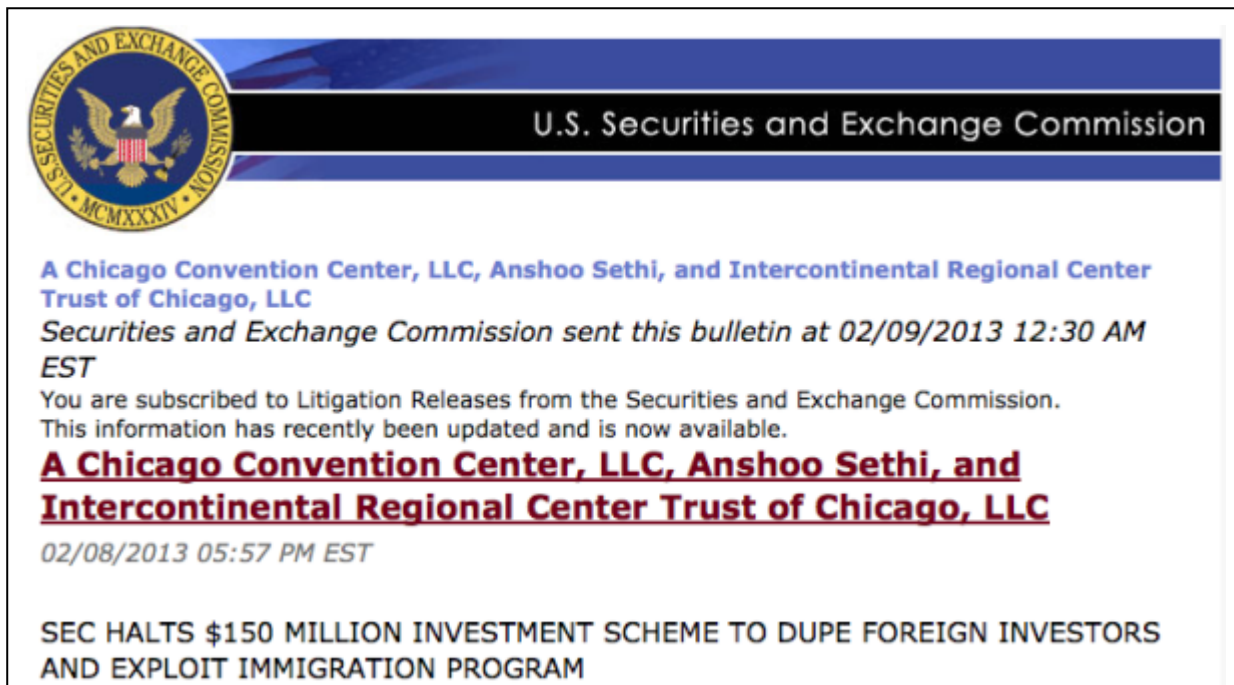 U.S. SECURITIES AND EXCHANGE COMMISSION
MCMXXXIV
U.S. Securities and Exchange Commission
A Chicago Convention Center, LLC, Anshoo Sethi, and Intercontinental Regional Center
Trust of Chicago, LLC
Securities and Exchange Commission sent this bulletin at 02/09/2013 12:30 AM
EST
You are subscribed to Litigation Releases from the Securities and Exchange Commission.
This information has recently been updated and is now available.
A Chicago Convention Center, LLC, Anshoo Sethi, and
Intercontinental Regional Center Trust of Chicago, LLC
02/08/2013 05:57 PM EST
SEC HALTS $150 MILLION INVESTMENT SCHEME TO DUPE FOREIGN INVESTORS
AND EXPLOIT IMMIGRATION PROGRAM